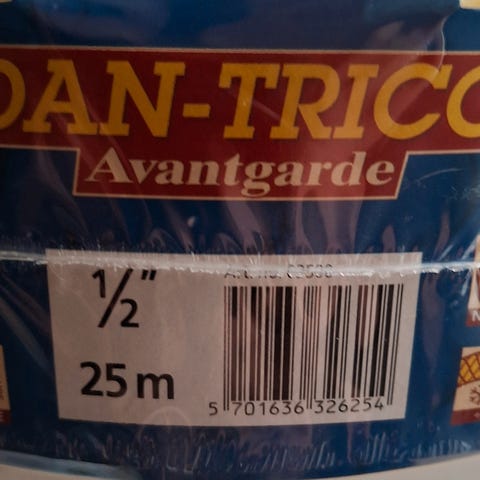 DAN-TRICO
Avantgarde
1/2"
25 m
5 701636 326254